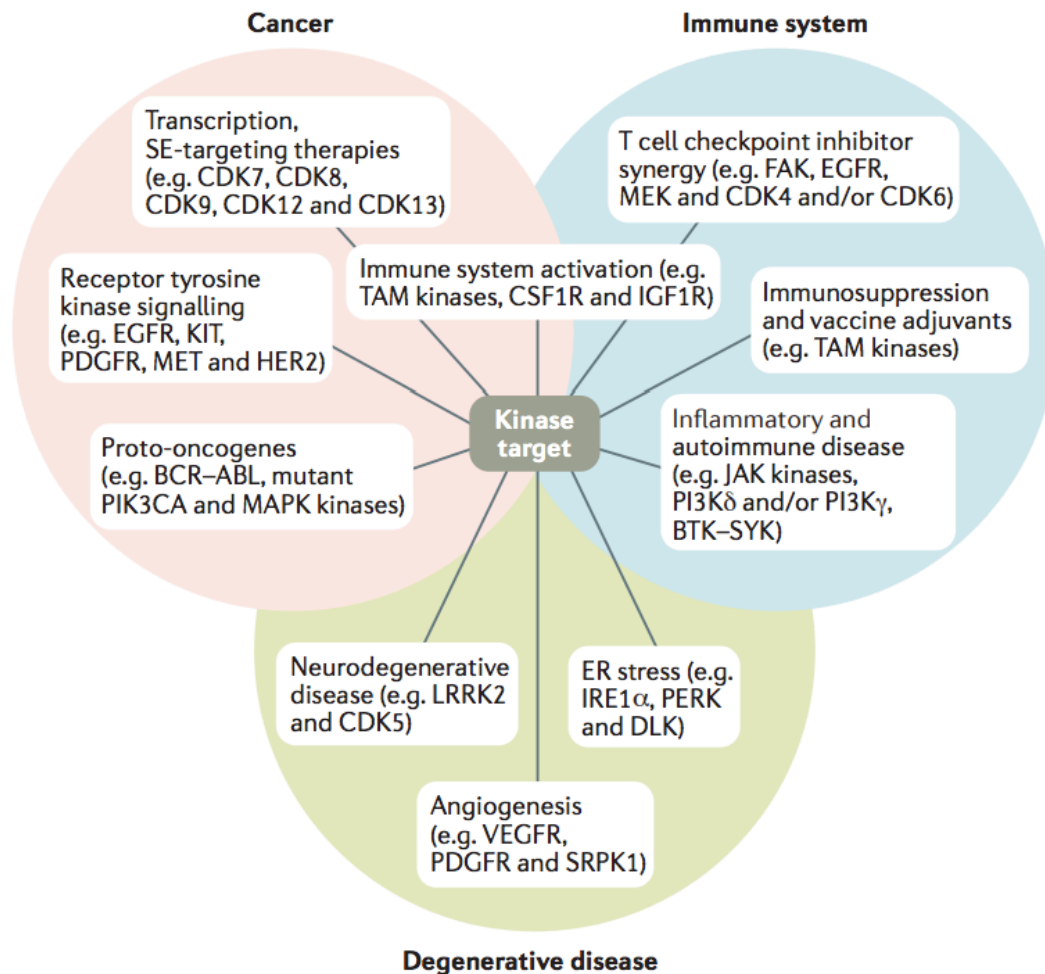 Cancer
Immune system
Transcription,
SE-targeting therapies
(e.g. CDK7, CDK8,
CDK9, CDK12 and CDK13)
T cell checkpoint inhibitor
synergy (e.g. FAK, EGFR,
MEK and CDK4 and/or CDK6)
Immune system activation (e.g.
TAM kinases, CSF1R and IGF1R)
Receptor tyrosine
kinase signalling
(e.g. EGFR, KIT,
PDGFR, MET and HER2)
Immunosuppression
and vaccine adjuvants
(e.g. TAM kinases)
Kinase
target
Proto-oncogenes
(e.g. BCR–ABL, mutant
PIK3CA and MAPK kinases)
Inflammatory and
autoimmune disease
(e.g. JAK kinases,
PI3Kδ and/or PI3Kγ,
BTK–SYK)
Neurodegenerative
disease (e.g. LRRK2
and CDK5)
ER stress (e.g.
IRE1α, PERK
and DLK)
Angiogenesis
(e.g. VEGFR,
PDGFR and SRPK1)
Degenerative disease